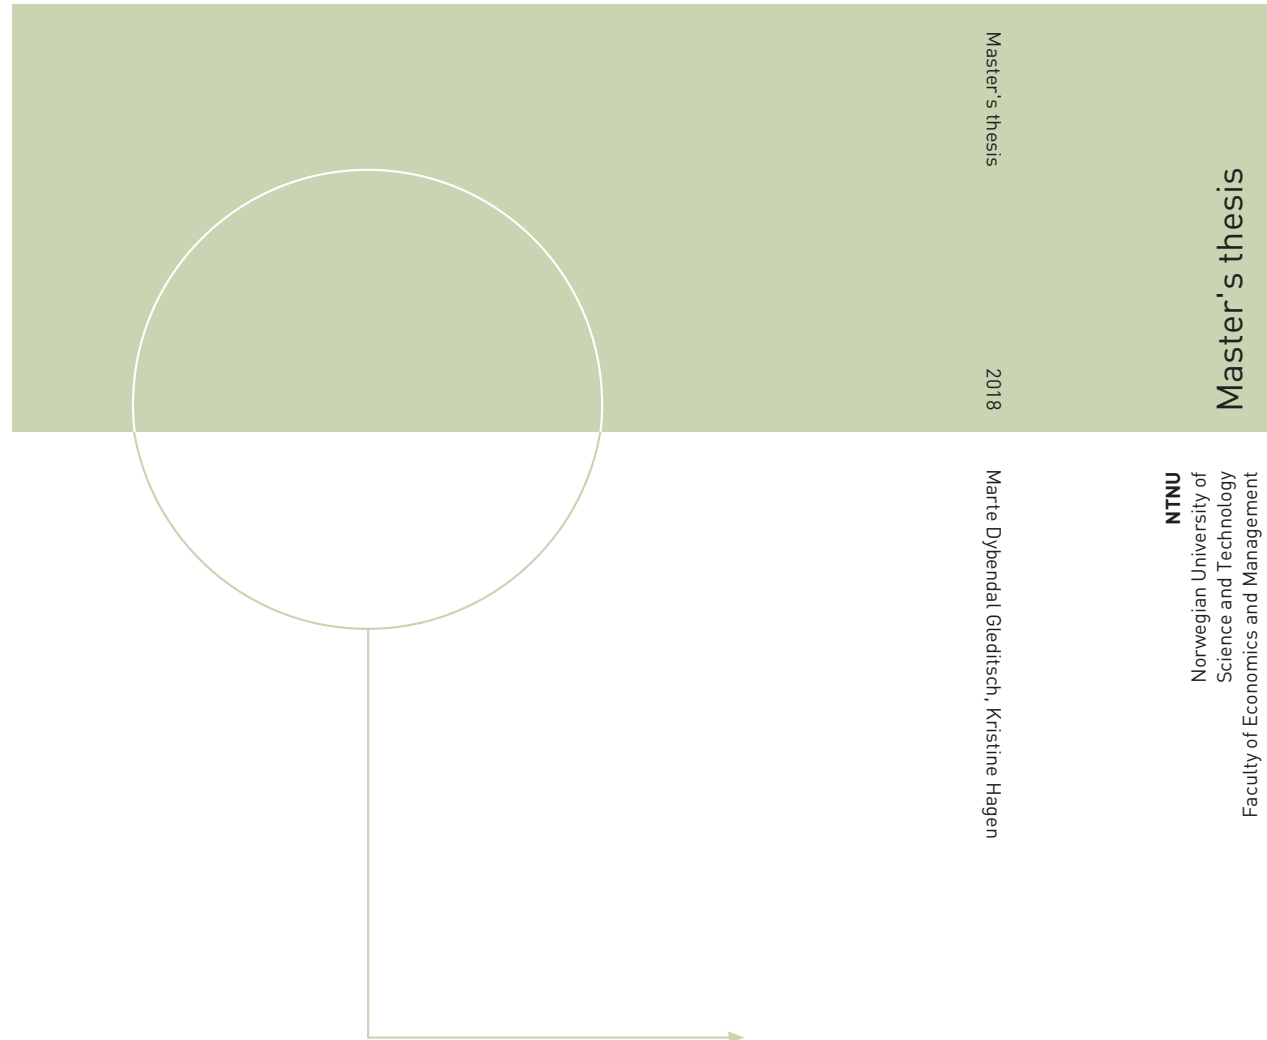 Master's thesis
2018
Marte Dybendal Gleditsch, Kristine Hagen
Master's thesis
NTNU
Norwegian University of
Science and Technology
Faculty of Economics and Management